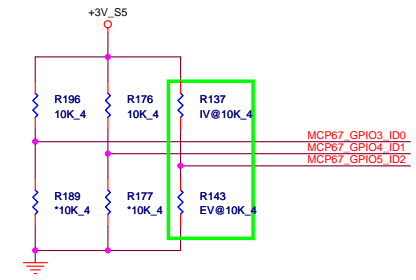 +3V_S5
R196
10K_4
R176
10K_4
R137
IV@10K_4
MCP67_GPIO3_ID0
MCP67_GPIO4_ID1
MCP67_GPIO5_ID2
R189
*10K_4
R177
*10K_4
R143
EV@10K_4